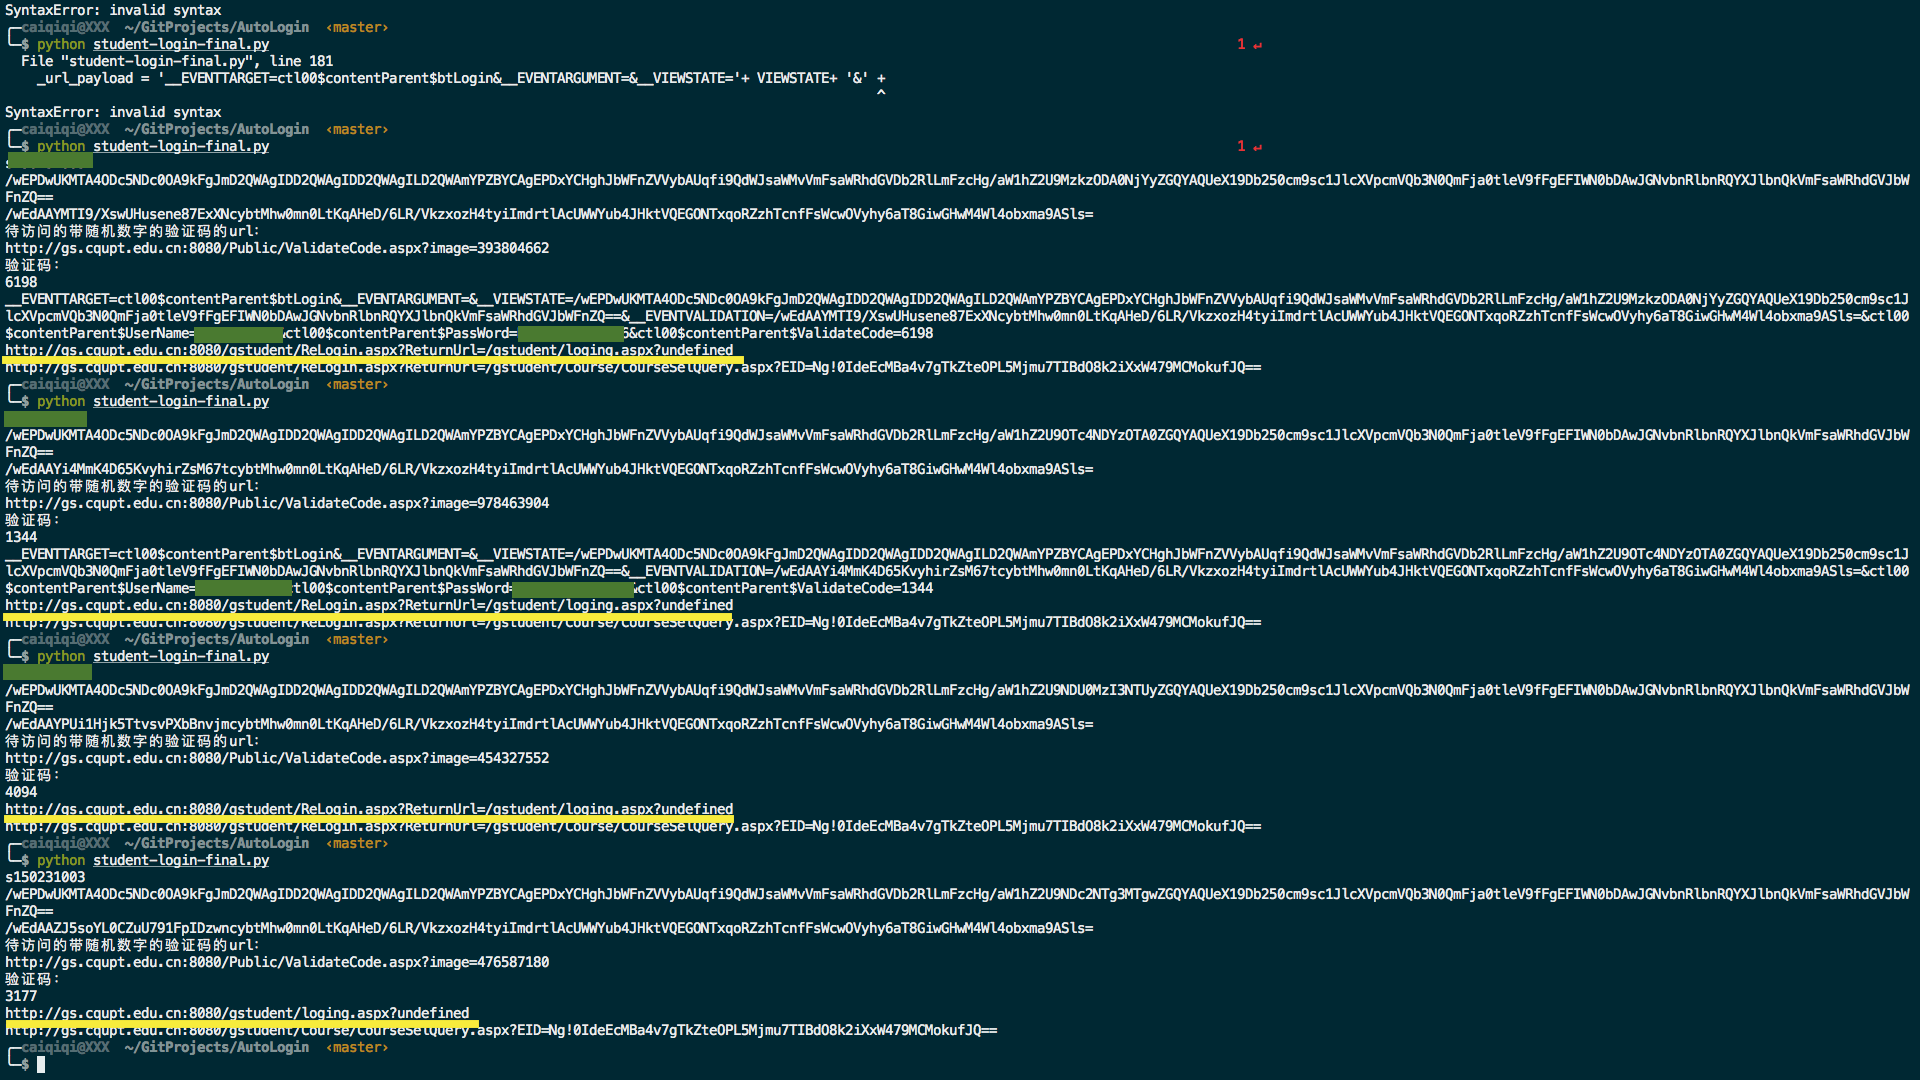 SyntaxError: invalid syntax
╭─caiqiqi@XXX ~/GitProjects/AutoLogin ‹master›
╰─$ python student-login-final.py 1 ↵
File "student-login-final.py", line 181
_url_payload = '__EVENTTARGET=ctl00$contentParent$btLogin&__EVENTARGUMENT=&__VIEWSTATE='+ VIEWSTATE+ '&' +
^
SyntaxError: invalid syntax
╭─caiqiqi@XXX ~/GitProjects/AutoLogin ‹master›
╰─$ python student-login-final.py 1 ↵
/wEPDwUKMTA4ODc5NDc0OA9kFgJmD2QWAgIDD2QWAgIDD2QWAgILD2QWAmYPZBYCAgEPDxYCHghJbWFnZVVybAUqfi9QdWJsaWMvVmFsaWRhdGVDb2RlLmFzcHg/aW1hZ2U9MzkzODA0NjYyZGQYAQUeX19Db250cm9sc1JlcXVpcmVQb3N0QmFja0tleV9fFgEFIWN0bDAwJGNvbnRlbnRQYXJlbnQkVmFsaWRhdGVJbW
FnZQ==
/wEdAAYMTI9/XswUHusene87ExXNcybtMhw0mn0LtKqAHeD/6LR/VkzxozH4tyiImdrtlAcUWWYub4JHktVQEGONTxqoRZzhTcnfFsWcwOVyhy6aT8GiwGHwM4Wl4obxma9ASls=
待访问的带随机数字的验证码的url:
http://gs.cqupt.edu.cn:8080/Public/ValidateCode.aspx?image=393804662
验证码:
6198
__EVENTTARGET=ctl00$contentParent$btLogin&__EVENTARGUMENT=&__VIEWSTATE=/wEPDwUKMTA4ODc5NDc0OA9kFgJmD2QWAgIDD2QWAgIDD2QWAgILD2QWAmYPZBYCAgEPDxYCHghJbWFnZVVybAUqfi9QdWJsaWMvVmFsaWRhdGVDb2RlLmFzcHg/aW1hZ2U9MzkzODA0NjYyZGQYAQUeX19Db250cm9sc1J
lcXVpcmVQb3N0QmFja0tleV9fFgEFIWN0bDAwJGNvbnRlbnRQYXJlbnQkVmFsaWRhdGVJbWFnZQ==&__EVENTVALIDATION=/wEdAAYMTI9/XswUHusene87ExXNcybtMhw0mn0LtKqAHeD/6LR/VkzxozH4tyiImdrtlAcUWWYub4JHktVQEGONTxqoRZzhTcnfFsWcwOVyhy6aT8GiwGHwM4Wl4obxma9ASls=&ctl00
$contentParent$UserName= &ctl00$contentParent$PassWord= 6&ctl00$contentParent$ValidateCode=6198
http://gs.cqupt.edu.cn:8080/gstudent/ReLogin.aspx?ReturnUrl=/gstudent/loging.aspx?undefined
http://gs.cqupt.edu.cn:8080/gstudent/ReLogin.aspx?ReturnUrl=/gstudent/Course/CourseSelQuery.aspx?EID=Ng!0IdeEcMBa4v7gTkZteOPL5Mjmu7TIBdO8k2iXxW479MCMokufJQ==
╭─caiqiqi@XXX ~/GitProjects/AutoLogin ‹master›
╰─$ python student-login-final.py
/wEPDwUKMTA4ODc5NDc0OA9kFgJmD2QWAgIDD2QWAgIDD2QWAgILD2QWAmYPZBYCAgEPDxYCHghJbWFnZVVybAUqfi9QdWJsaWMvVmFsaWRhdGVDb2RlLmFzcHg/aW1hZ2U9OTc4NDYzOTA0ZGQYAQUeX19Db250cm9sc1JlcXVpcmVQb3N0QmFja0tleV9fFgEFIWN0bDAwJGNvbnRlbnRQYXJlbnQkVmFsaWRhdGVJbW
FnZQ==
/wEdAAYi4MmK4D65KvyhirZsM67tcybtMhw0mn0LtKqAHeD/6LR/VkzxozH4tyiImdrtlAcUWWYub4JHktVQEGONTxqoRZzhTcnfFsWcwOVyhy6aT8GiwGHwM4Wl4obxma9ASls=
待访问的带随机数字的验证码的url:
http://gs.cqupt.edu.cn:8080/Public/ValidateCode.aspx?image=978463904
验证码:
1344
__EVENTTARGET=ctl00$contentParent$btLogin&__EVENTARGUMENT=&__VIEWSTATE=/wEPDwUKMTA4ODc5NDc0OA9kFgJmD2QWAgIDD2QWAgIDD2QWAgILD2QWAmYPZBYCAgEPDxYCHghJbWFnZVVybAUqfi9QdWJsaWMvVmFsaWRhdGVDb2RlLmFzcHg/aW1hZ2U9OTc4NDYzOTA0ZGQYAQUeX19Db250cm9sc1J
lcXVpcmVQb3N0QmFja0tleV9fFgEFIWN0bDAwJGNvbnRlbnRQYXJlbnQkVmFsaWRhdGVJbWFnZQ==&__EVENTVALIDATION=/wEdAAYi4MmK4D65KvyhirZsM67tcybtMhw0mn0LtKqAHeD/6LR/VkzxozH4tyiImdrtlAcUWWYub4JHktVQEGONTxqoRZzhTcnfFsWcwOVyhy6aT8GiwGHwM4Wl4obxma9ASls=&ctl00
$contentParent$UserName= tl00$contentParent$PassWord= &ctl00$contentParent$ValidateCode=1344
http://gs.cqupt.edu.cn:8080/gstudent/ReLogin.aspx?ReturnUrl=/gstudent/loging.aspx?undefined
http://gs.cqupt.edu.cn:8080/gstudent/ReLogin.aspx?ReturnUrl=/gstudent/Course/CourseSelQuery.aspx?EID=Ng!0IdeEcMBa4v7gTkZteOPL5Mjmu7TIBdO8k2iXxW479MCMokufJQ==
╭─caiqiqi@XXX ~/GitProjects/AutoLogin ‹master›
╰─$ python student-login-final.py
/wEPDwUKMTA4ODc5NDc0OA9kFgJmD2QWAgIDD2QWAgIDD2QWAgILD2QWAmYPZBYCAgEPDxYCHghJbWFnZVVybAUqfi9QdWJsaWMvVmFsaWRhdGVDb2RlLmFzcHg/aW1hZ2U9NDU0MzI3NTUyZGQYAQUeX19Db250cm9sc1JlcXVpcmVQb3N0QmFja0tleV9fFgEFIWN0bDAwJGNvbnRlbnRQYXJlbnQkVmFsaWRhdGVJbW
FnZQ==
/wEdAAYPUi1Hjk5TtvsvPXbBnvjmcybtMhw0mn0LtKqAHeD/6LR/VkzxozH4tyiImdrtlAcUWWYub4JHktVQEGONTxqoRZzhTcnfFsWcwOVyhy6aT8GiwGHwM4Wl4obxma9ASls=
待访问的带随机数字的验证码的url:
http://gs.cqupt.edu.cn:8080/Public/ValidateCode.aspx?image=454327552
验证码:
4094
http://gs.cqupt.edu.cn:8080/gstudent/ReLogin.aspx?ReturnUrl=/gstudent/loging.aspx?undefined
http://gs.cqupt.edu.cn:8080/gstudent/ReLogin.aspx?ReturnUrl=/gstudent/Course/CourseSelQuery.aspx?EID=Ng!0IdeEcMBa4v7gTkZteOPL5Mjmu7TIBdO8k2iXxW479MCMokufJQ==
╭─caiqiqi@XXX ~/GitProjects/AutoLogin ‹master›
╰─$ python student-login-final.py
s150231003
/wEPDwUKMTA4ODc5NDc0OA9kFgJmD2QWAgIDD2QWAgIDD2QWAgILD2QWAmYPZBYCAgEPDxYCHghJbWFnZVVybAUqfi9QdWJsaWMvVmFsaWRhdGVDb2RlLmFzcHg/aW1hZ2U9NDc2NTg3MTgwZGQYAQUeX19Db250cm9sc1JlcXVpcmVQb3N0QmFja0tleV9fFgEFIWN0bDAwJGNvbnRlbnRQYXJlbnQkVmFsaWRhdGVJbW
FnZQ==
/wEdAAZJ5soYL0CZuU791FpIDzwncybtMhw0mn0LtKqAHeD/6LR/VkzxozH4tyiImdrtlAcUWWYub4JHktVQEGONTxqoRZzhTcnfFsWcwOVyhy6aT8GiwGHwM4Wl4obxma9ASls=
待访问的带随机数字的验证码的url:
http://gs.cqupt.edu.cn:8080/Public/ValidateCode.aspx?image=476587180
验证码:
3177
http://gs.cqupt.edu.cn:8080/gstudent/loging.aspx?undefined
http://gs.cqupt.edu.cn:8080/gstudent/Course/CourseSelQuery.aspx?EID=Ng!0IdeEcMBa4v7gTkZteOPL5Mjmu7TIBdO8k2iXxW479MCMokufJQ==
╭─caiqiqi@XXX ~/GitProjects/AutoLogin ‹master›
╰─$